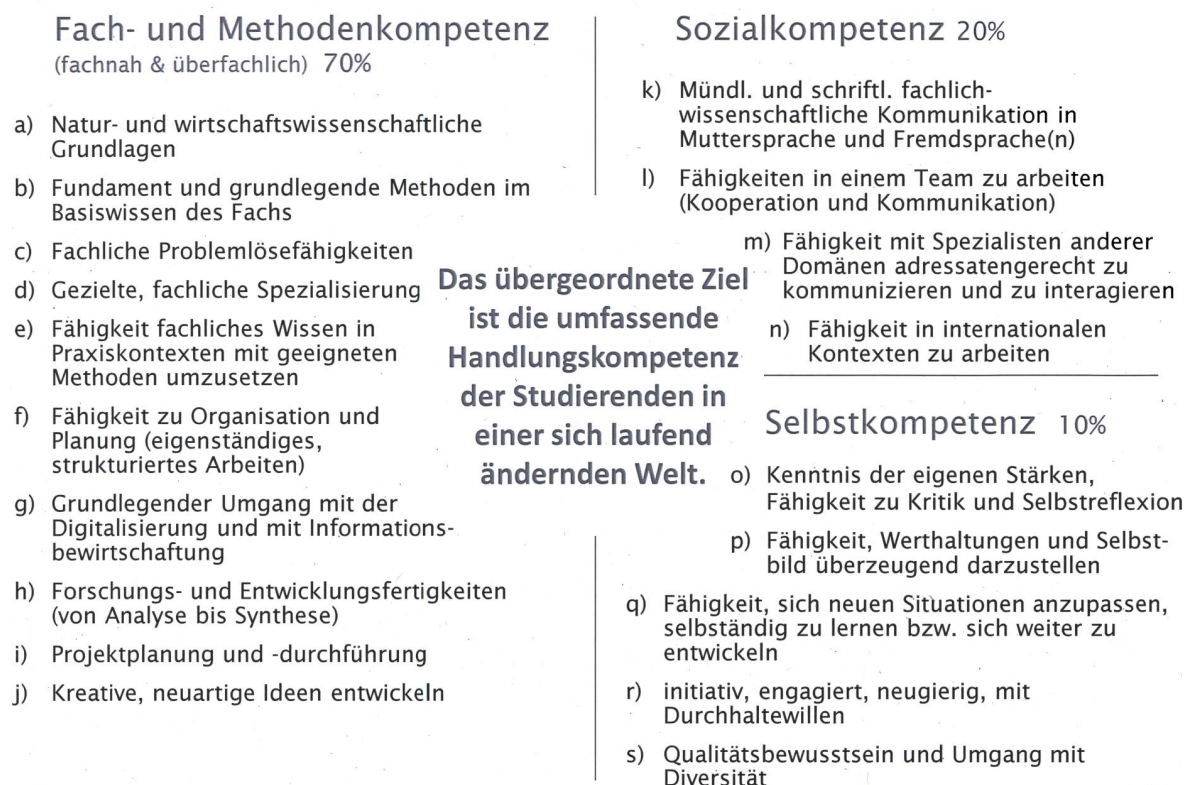 Fach- und Methodenkompetenz
(fachnah & überfachlich) 70%
a) Natur- und wirtschaftswissenschaftliche
Grundlagen
b) Fundament und grundlegende Methoden im
Basiswissen des Fachs
c) Fachliche Problemlösefähigkeiten
d) Gezielte, fachliche Spezialisierung
e) Fähigkeit fachliches Wissen in
Praxiskontexten mit geeigneten
Methoden umzusetzen
f) Fähigkeit zu Organisation und
Planung (eigenständiges,
strukturiertes Arbeiten)
g) Grundlegender Umgang mit der
Digitalisierung und mit Informations-
bewirtschaftung
h) Forschungs- und Entwicklungsfertigkeiten
(von Analyse bis Synthese)
i) Projektplanung und -durchführung
j) Kreative, neuartige Ideen entwickeln
Das übergeordnete Ziel
ist die umfassende
Handlungskompetenz
der Studierenden in
einer sich laufend
ändernden Welt.
Sozialkompetenz 20%
k) Mündl. und schriftl. fachlich-
wissenschaftliche Kommunikation in
Muttersprache und Fremdsprache(n)
l) Fähigkeiten in einem Team zu arbeiten
(Kooperation und Kommunikation)
m) Fähigkeit mit Spezialisten anderer
Domänen adressatengerecht zu
kommunizieren und zu interagieren
n) Fähigkeit in internationalen
Kontexten zu arbeiten
Selbstkompetenz 10%
o) Kenntnis der eigenen Stärken,
Fähigkeit zu Kritik und Selbstreflexion
p) Fähigkeit, Werthaltungen und Selbst-
bild überzeugend darzustellen
q) Fähigkeit, sich neuen Situationen anzupassen,
selbständig zu lernen bzw. sich weiter zu
entwickeln
r) initiativ, engagiert, neugierig, mit
Durchhaltewillen
s) Qualitätsbewusstsein und Umgang mit
Diversität